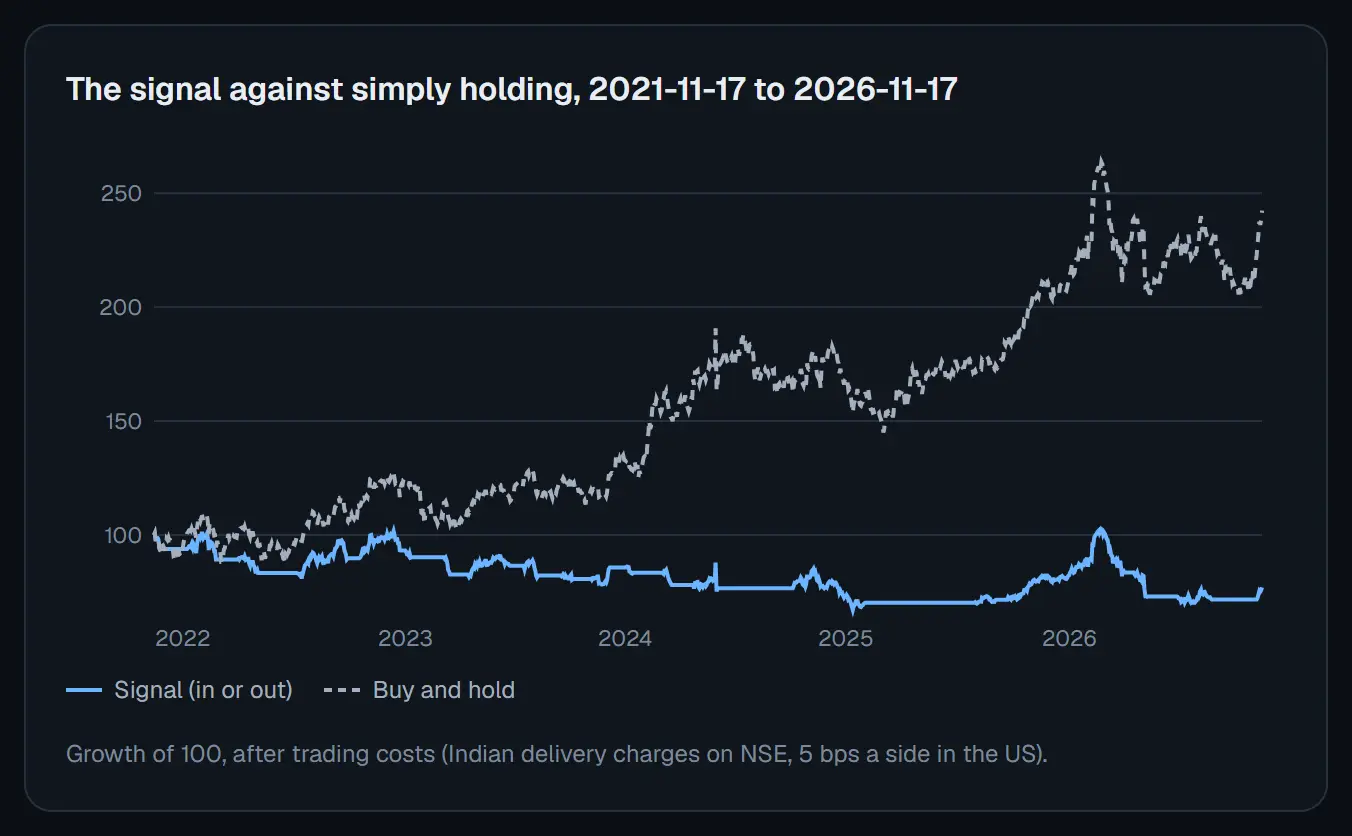 The signal against simply holding, 2021-11-17 to 2026-11-17
250
200
150
100
2022 2023 2024 2025 2026
Signal (in or out) Buy and hold
Growth of 100, after trading costs (Indian delivery charges on NSE, 5 bps a side in the US).